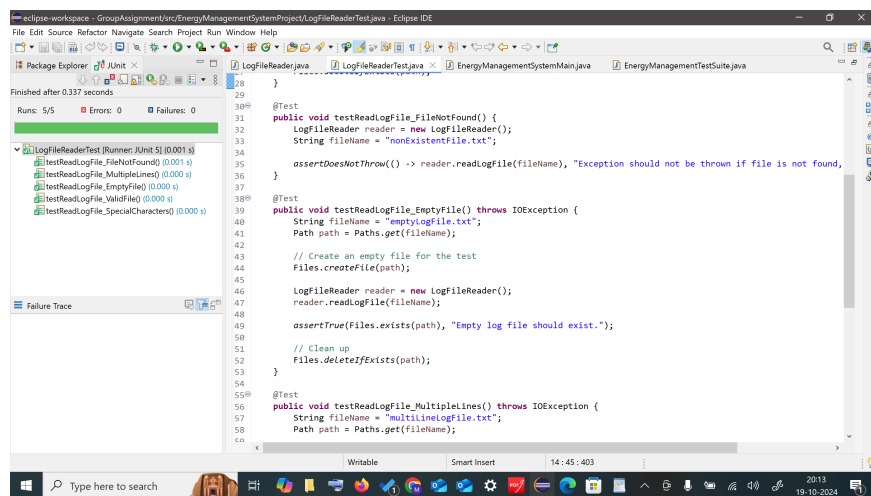 eclipse-workspace - GroupAssignment/src/EnergyManagementSystemProject/LogFileReaderTest.java - Eclipse IDE
File Edit Source Refactor Navigate Search Project Run Window Help
Package Explorer JUnit
Finished after 0.337 seconds
Runs: 5/5 Errors: 0 Failures: 0
LogFileReaderTest [Runner: JUnit 5] (0.001 s)
testReadLogFile_FileNotFound() (0.001 s)
testReadLogFile_MultipleLines() (0.000 s)
testReadLogFile_EmptyFile() (0.000 s)
testReadLogFile_ValidFile() (0.000 s)
testReadLogFile_SpecialCharacters() (0.000 s)
Failure Trace
LogFileReader.java LogFileReaderTest.java EnergyManagementSystemMain.java EnergyManagementTestSuite.java
28 }
29
30 @Test
31 public void testReadLogFile_FileNotFound() {
32 LogFileReader reader = new LogFileReader();
33 String fileName = "nonExistentFile.txt";
34
35 assertDoesNotThrow(() -> reader.readLogFile(fileName), "Exception should not be thrown if file is not found,
36 }
37
38 @Test
39 public void testReadLogFile_EmptyFile() throws IOException {
40 String fileName = "emptyLogFile.txt";
41 Path path = Paths.get(fileName);
42
43 // Create an empty file for the test
44 Files.createFile(path);
45
46 LogFileReader reader = new LogFileReader();
47 reader.readLogFile(fileName);
48
49 assertTrue(Files.exists(path), "Empty log file should exist.");
50
51 // Clean up
52 Files.deleteIfExists(path);
53 }
54
55 @Test
56 public void testReadLogFile_MultipleLines() throws IOException {
57 String fileName = "multiLineLogFile.txt";
58 Path path = Paths.get(fileName);
Writable Smart Insert 14 : 45 : 403
Type here to search
20:13
19-10-2024